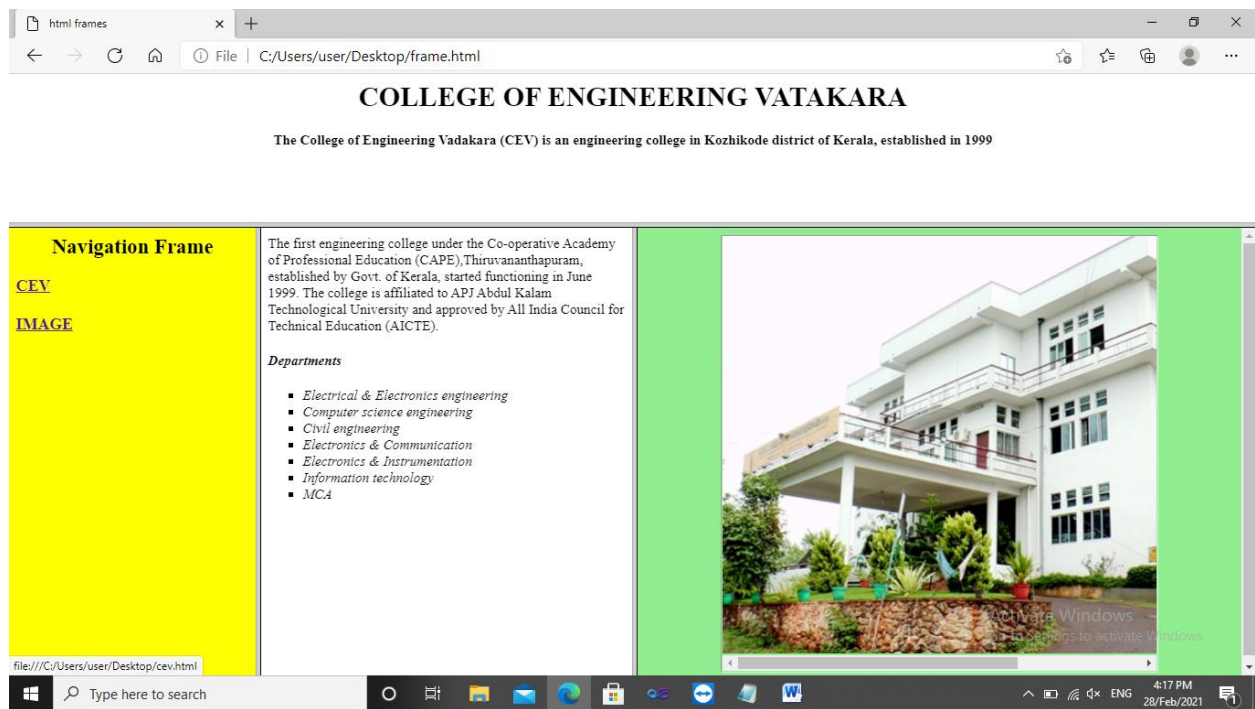 html frames
File
C:/Users/user/Desktop/frame.html
COLLEGE OF ENGINEERING VATAKARA
The College of Engineering Vadakara (CEV) is an engineering college in Kozhikode district of Kerala, established in 1999
Navigation Frame
CEV
IMAGE
The first engineering college under the Co-operative Academy
of Professional Education (CAPE),Thiruvananthapuram,
established by Govt. of Kerala, started functioning in June
1999. The college is affiliated to APJ Abdul Kalam
Technological University and approved by All India Council for
Technical Education (AICTE).
Departments
Electrical & Electronics engineering
Computer science engineering
Civil engineering
Electronics & Communication
Electronics & Instrumentation
Information technology
MCA
Activate Windows
Go to Settings to activate Windows.
file:///C:/Users/user/Desktop/cev.html
Type here to search
ENG
4:17 PM
28/Feb/2021